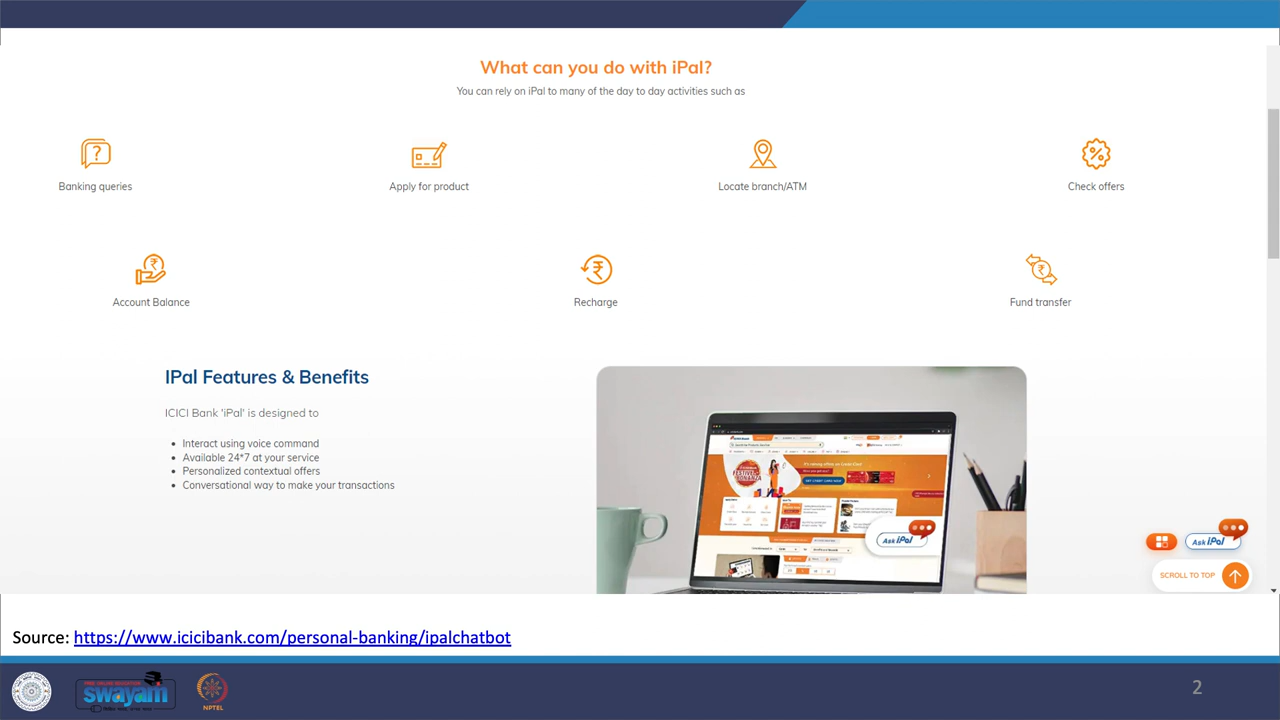 What can you do with iPal?
You can rely on iPal to many of the day to day activities such as
Banking queries
Apply for product
Locate branch/ATM
Check offers
Account Balance
Recharge
Fund transfer
IPal Features & Benefits
ICICI Bank 'iPal' is designed to
• Interact using voice command
• Available 24*7 at your service
• Personalized contextual offers
• Conversational way to make your transactions
Ask iPal
Ask iPal
SCROLL TO TOP
Source: https://www.icicibank.com/personal-banking/ipalchatbot
swayam
NPTEL
2